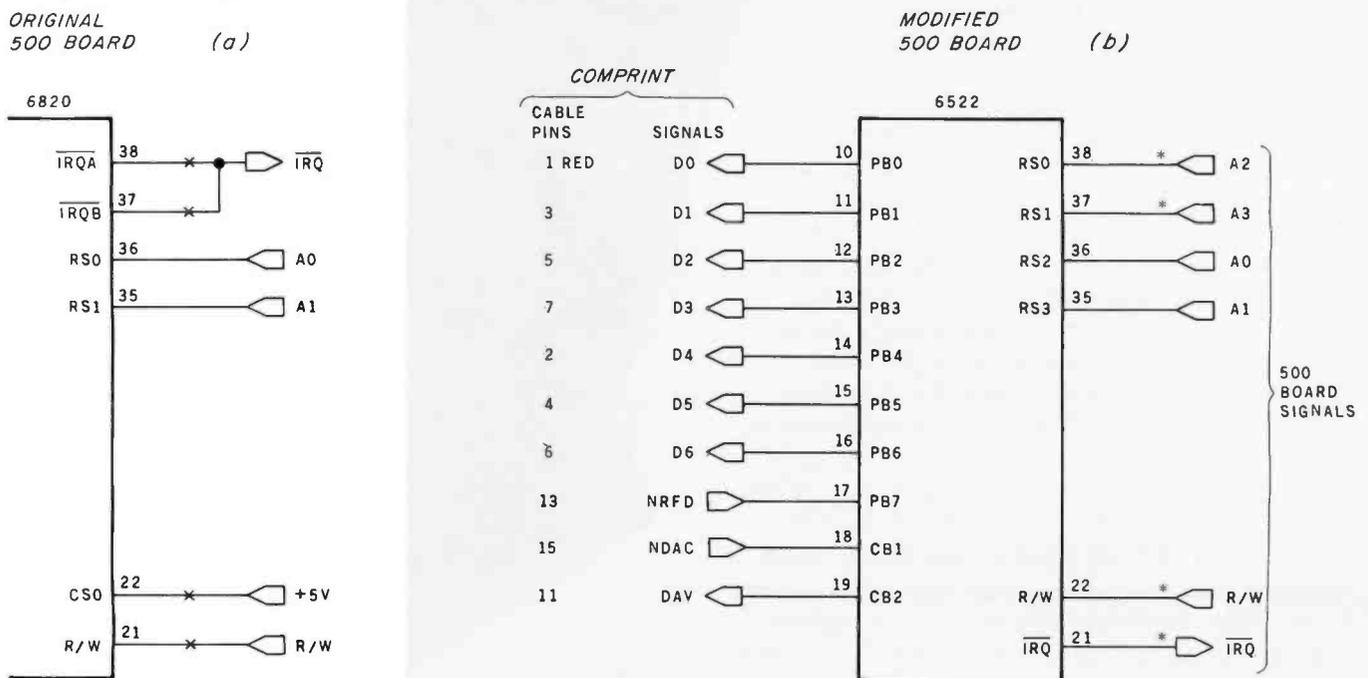 ORIGINAL
500 BOARD (a)
6820
IRQA 38 × IRQ
IRQB 37 ×
RS0 36 A0
RS1 35 A1
CS0 22 × +5V
R/W 21 × R/W
MODIFIED
500 BOARD (b)
COMPRINT
6522
CABLE
PINS SIGNALS
1 RED D0 10 PB0 RS0 38 * A2
3 D1 11 PB1 RS1 37 * A3
5 D2 12 PB2 RS2 36 A0
7 D3 13 PB3 RS3 35 A1
2 D4 14 PB4
4 D5 15 PB5
6 D6 16 PB6
13 NRFD 17 PB7
15 NDAC 18 CB1
11 DAV 19 CB2 R/W 22 * R/W
IRQ 21 * IRQ
500
BOARD
SIGNALS